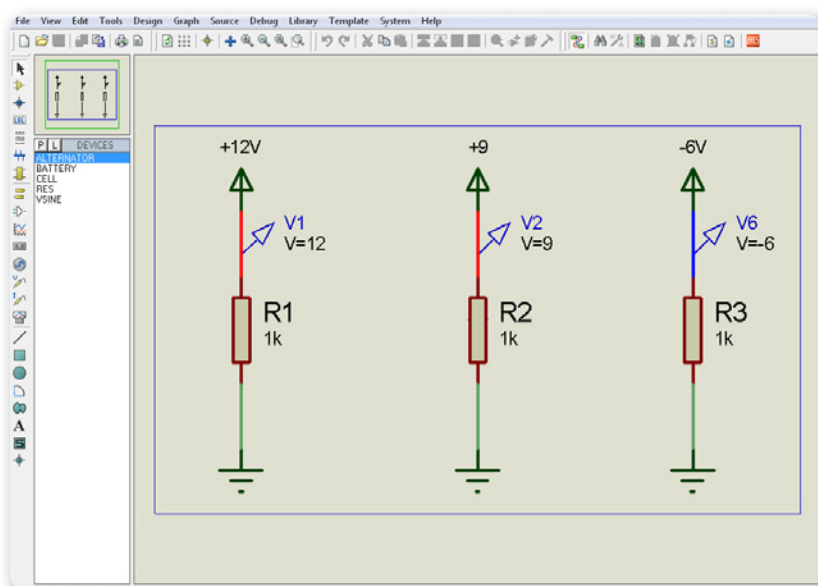 File View Edit Tools Design Graph Source Debug Library Template System Help
P L DEVICES
ALTERNATOR
BATTERY
CELL
RES
VSINE
+12V
V1
V=12
R1
1k
+9
V2
V=9
R2
1k
-6V
V6
V=-6
R3
1k
LBL
A